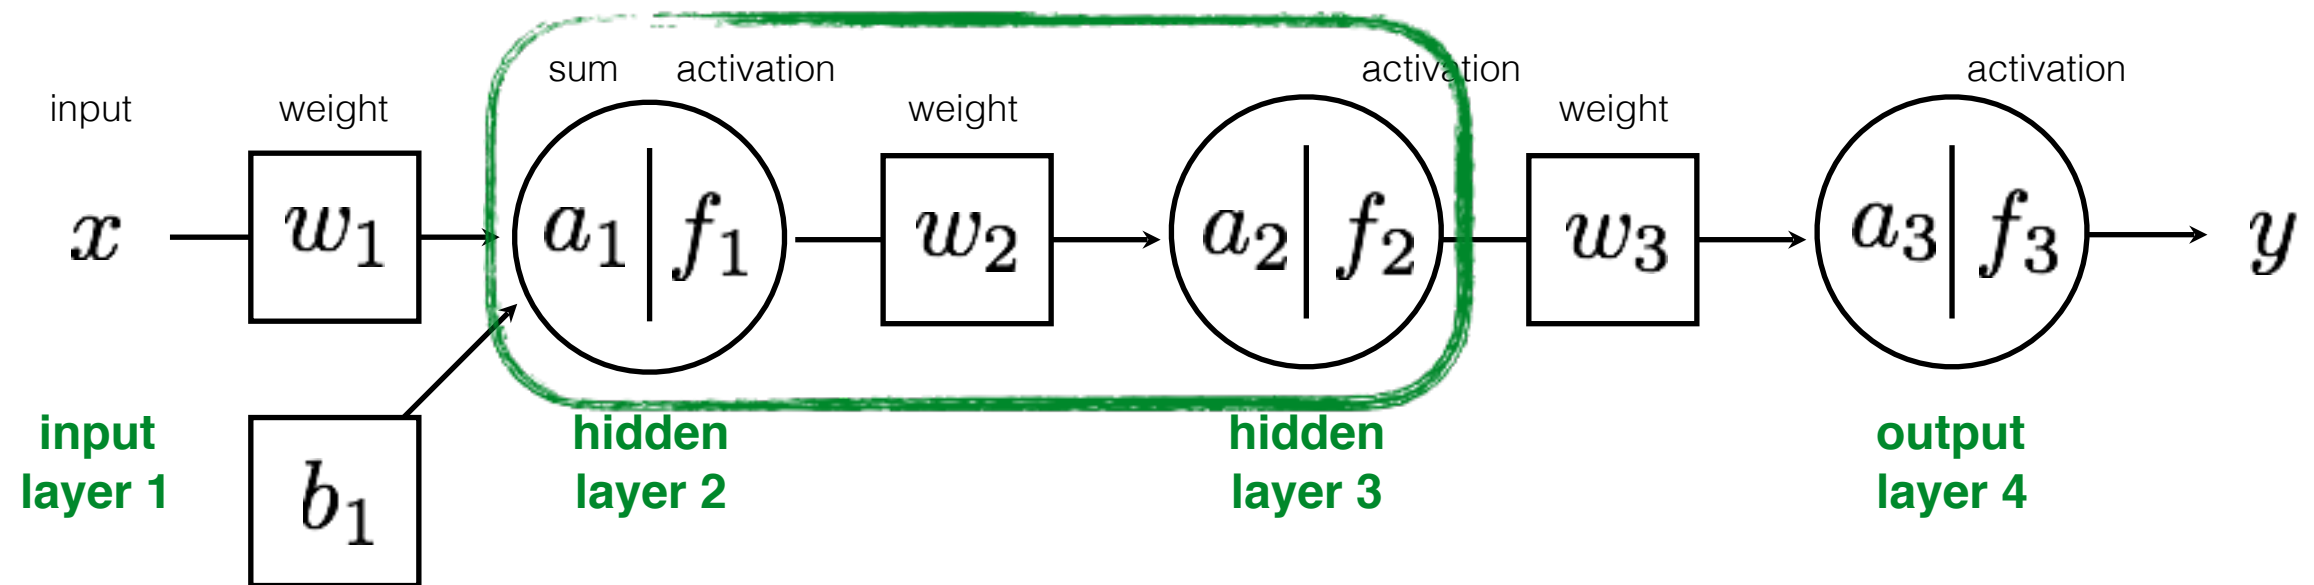 sum activation activation activation
input weight weight weight
x w₁ a₁ f₁ w₂ a₂ f₂ w₃ a₃ f₃ y
input hidden hidden output
layer 1 layer 2 layer 3 layer 4
b₁